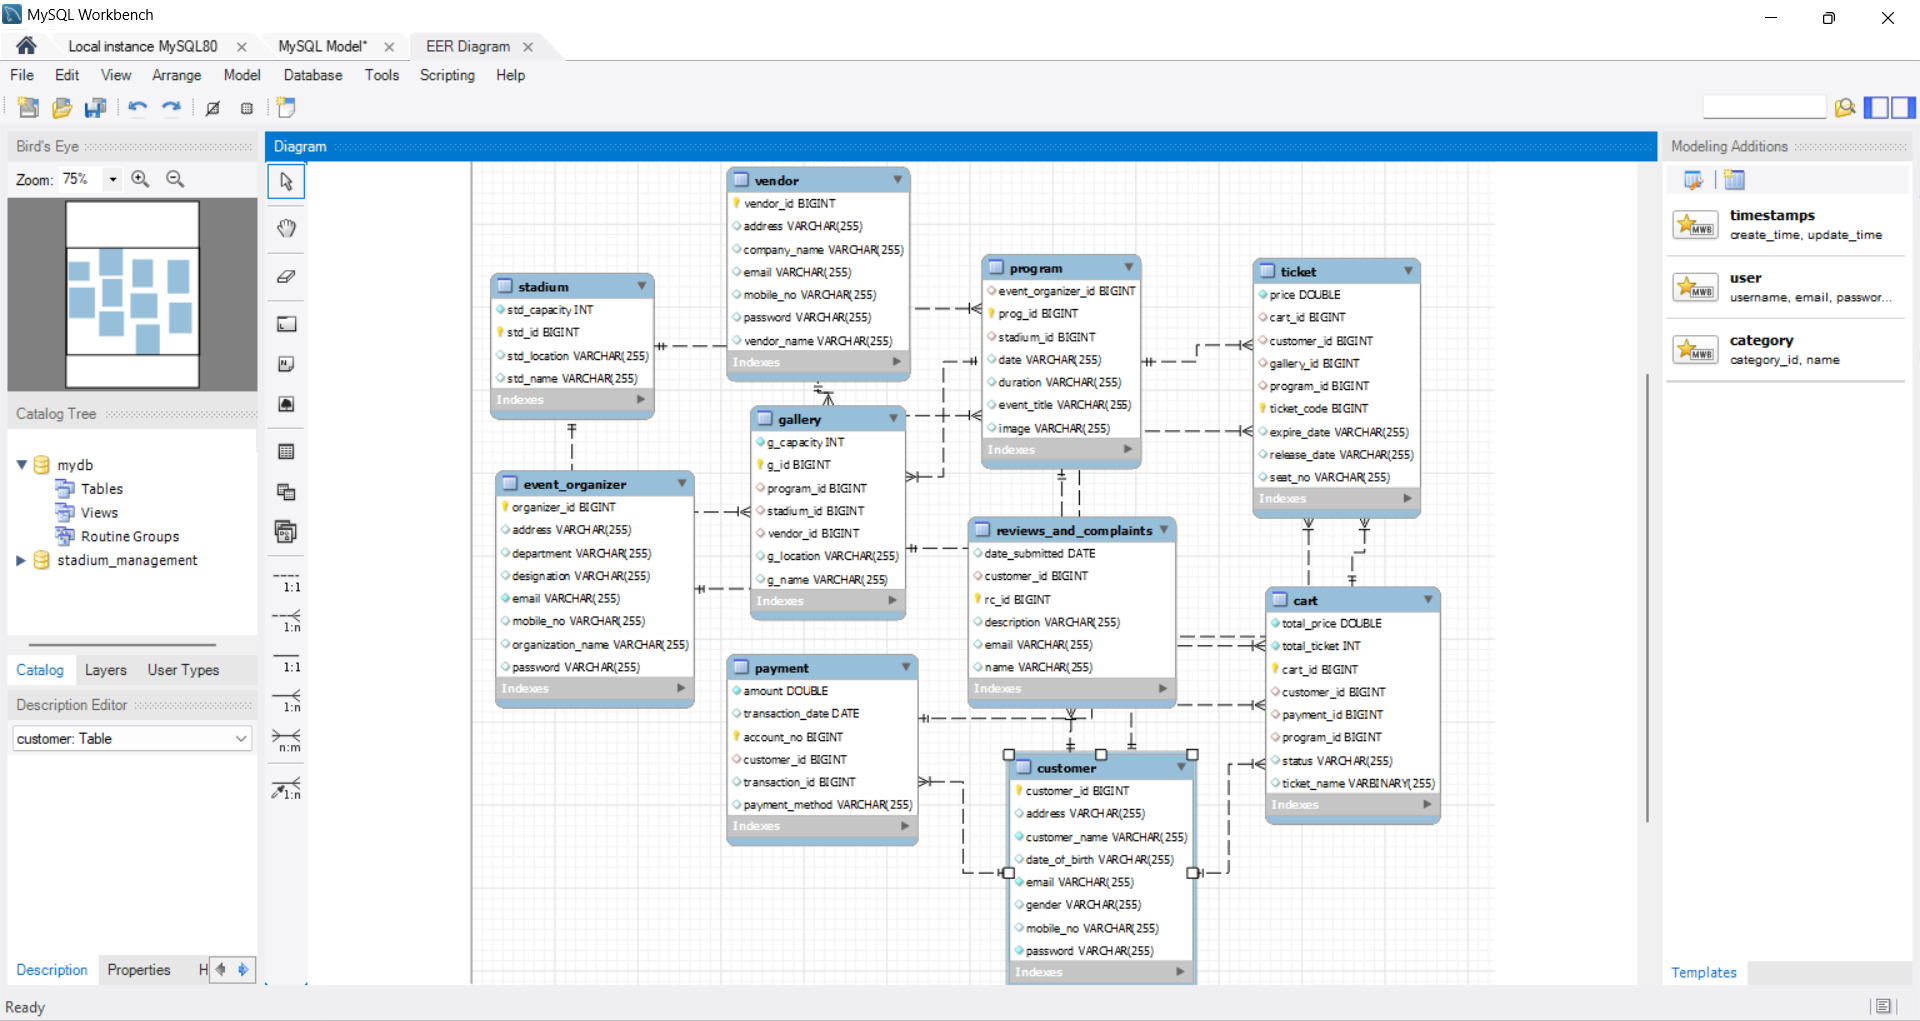 MySQL Workbench
Local instance MySQL80
MySQL Model*
EER Diagram
File Edit View Arrange Model Database Tools Scripting Help
Bird's Eye
Zoom: 75%
Catalog Tree
mydb
Tables
Views
Routine Groups
stadium_management
Catalog Layers User Types
Description Editor
customer: Table
Description Properties H
Ready
Diagram
1:1
1:n
1:1
1:n
n:m
1:n
vendor
vendor_id BIGINT
address VARCHAR(255)
company_name VARCHAR(255)
email VARCHAR(255)
mobile_no VARCHAR(255)
password VARCHAR(255)
vendor_name VARCHAR(255)
Indexes
stadium
std_capacity INT
std_id BIGINT
std_location VARCHAR(255)
std_name VARCHAR(255)
Indexes
program
event_organizer_id BIGINT
prog_id BIGINT
stadium_id BIGINT
date VARCHAR(255)
duration VARCHAR(255)
event_title VARCHAR(255)
image VARCHAR(255)
Indexes
ticket
price DOUBLE
cart_id BIGINT
customer_id BIGINT
gallery_id BIGINT
program_id BIGINT
ticket_code BIGINT
expire_date VARCHAR(255)
release_date VARCHAR(255)
seat_no VARCHAR(255)
Indexes
gallery
g_capacity INT
g_id BIGINT
program_id BIGINT
stadium_id BIGINT
vendor_id BIGINT
g_location VARCHAR(255)
g_name VARCHAR(255)
Indexes
event_organizer
organizer_id BIGINT
address VARCHAR(255)
department VARCHAR(255)
designation VARCHAR(255)
email VARCHAR(255)
mobile_no VARCHAR(255)
organization_name VARCHAR(255)
password VARCHAR(255)
Indexes
reviews_and_complaints
date_submitted DATE
customer_id BIGINT
rc_id BIGINT
description VARCHAR(255)
email VARCHAR(255)
name VARCHAR(255)
Indexes
cart
total_price DOUBLE
total_ticket INT
cart_id BIGINT
customer_id BIGINT
payment_id BIGINT
program_id BIGINT
status VARCHAR(255)
ticket_name VARBINARY(255)
Indexes
payment
amount DOUBLE
transaction_date DATE
account_no BIGINT
customer_id BIGINT
transaction_id BIGINT
payment_method VARCHAR(255)
Indexes
customer
customer_id BIGINT
address VARCHAR(255)
customer_name VARCHAR(255)
date_of_birth VARCHAR(255)
email VARCHAR(255)
gender VARCHAR(255)
mobile_no VARCHAR(255)
password VARCHAR(255)
Indexes
Modeling Additions
MWB
timestamps
create_time, update_time
MWB
user
username, email, passwor...
MWB
category
category_id, name
Templates